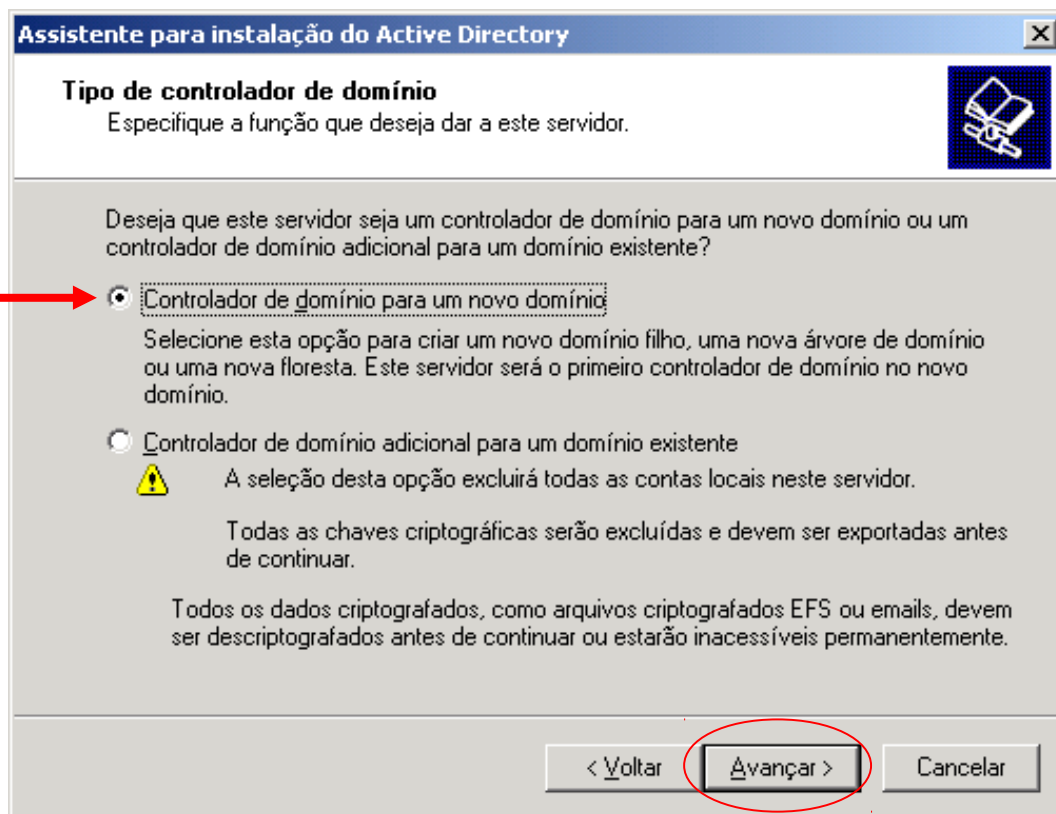 Assistente para instalação do Active Directory
Tipo de controlador de domínio
Especifique a função que deseja dar a este servidor.
Deseja que este servidor seja um controlador de domínio para um novo domínio ou um
controlador de domínio adicional para um domínio existente?
Controlador de domínio para um novo domínio
Selecione esta opção para criar um novo domínio filho, uma nova árvore de domínio
ou uma nova floresta. Este servidor será o primeiro controlador de domínio no novo
domínio.
Controlador de domínio adicional para um domínio existente
A seleção desta opção excluirá todas as contas locais neste servidor.
Todas as chaves criptográficas serão excluídas e devem ser exportadas antes
de continuar.
Todos os dados criptografados, como arquivos criptografados EFS ou emails, devem
ser descriptografados antes de continuar ou estarão inacessíveis permanentemente.
< Voltar
Avançar >
Cancelar